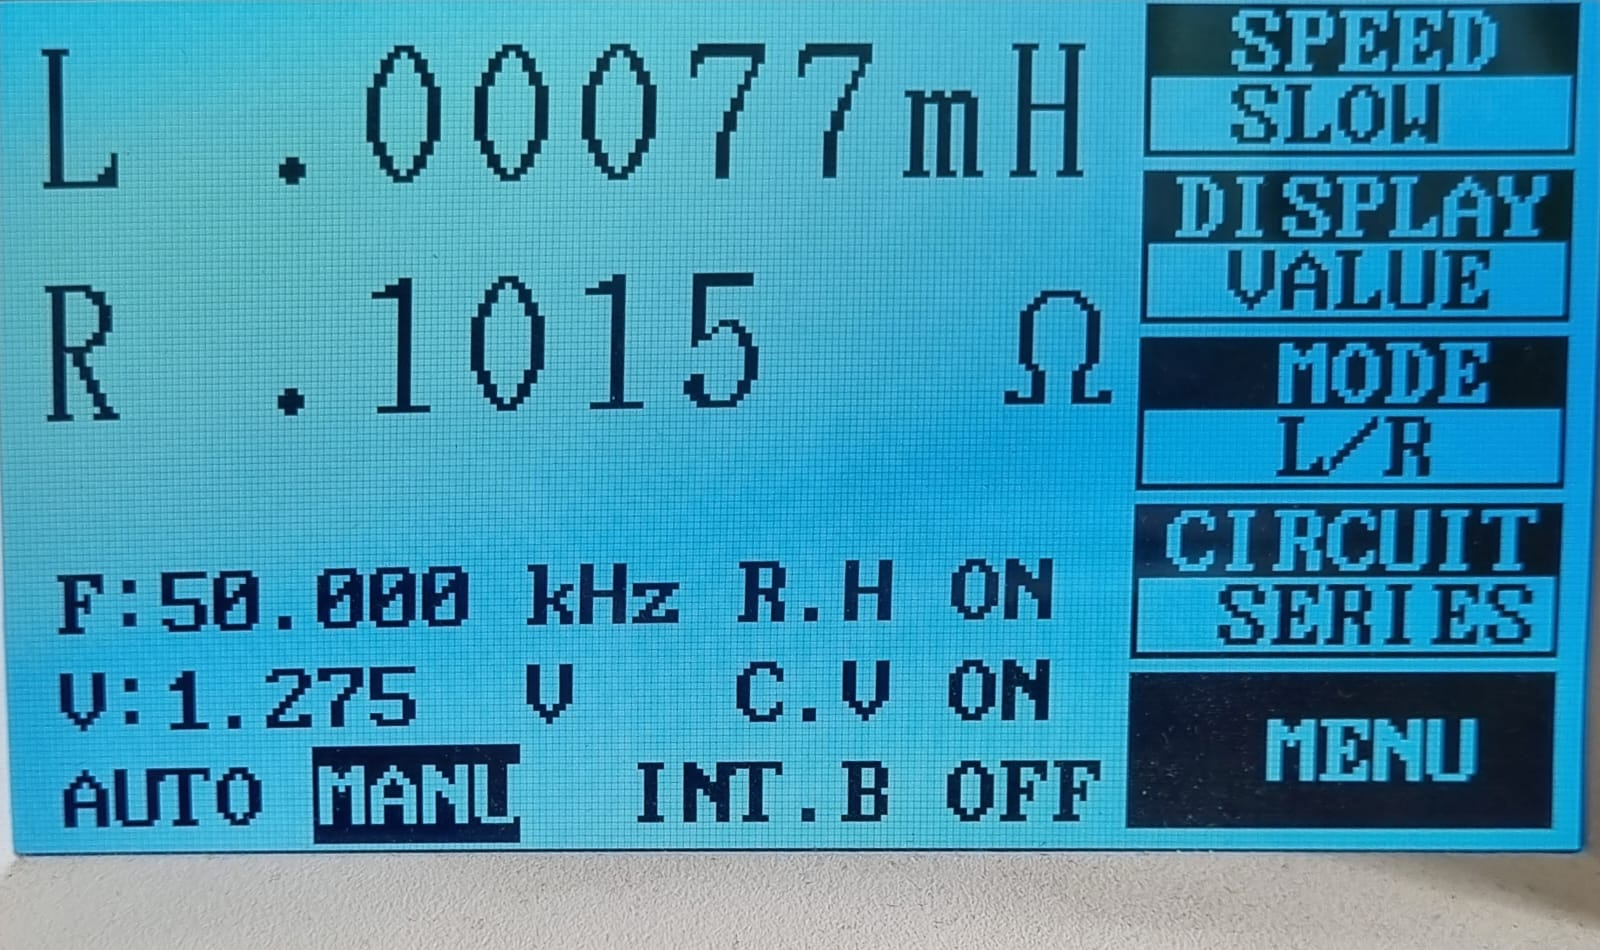 L .00077mH
R .1015 Ω
F:50.000 kHz R.H ON
V:1.275 V C.V ON
AUTO MANU INT.B OFF
SPEED
SLOW
DISPLAY
VALUE
MODE
L/R
CIRCUIT
SERIES
MENU